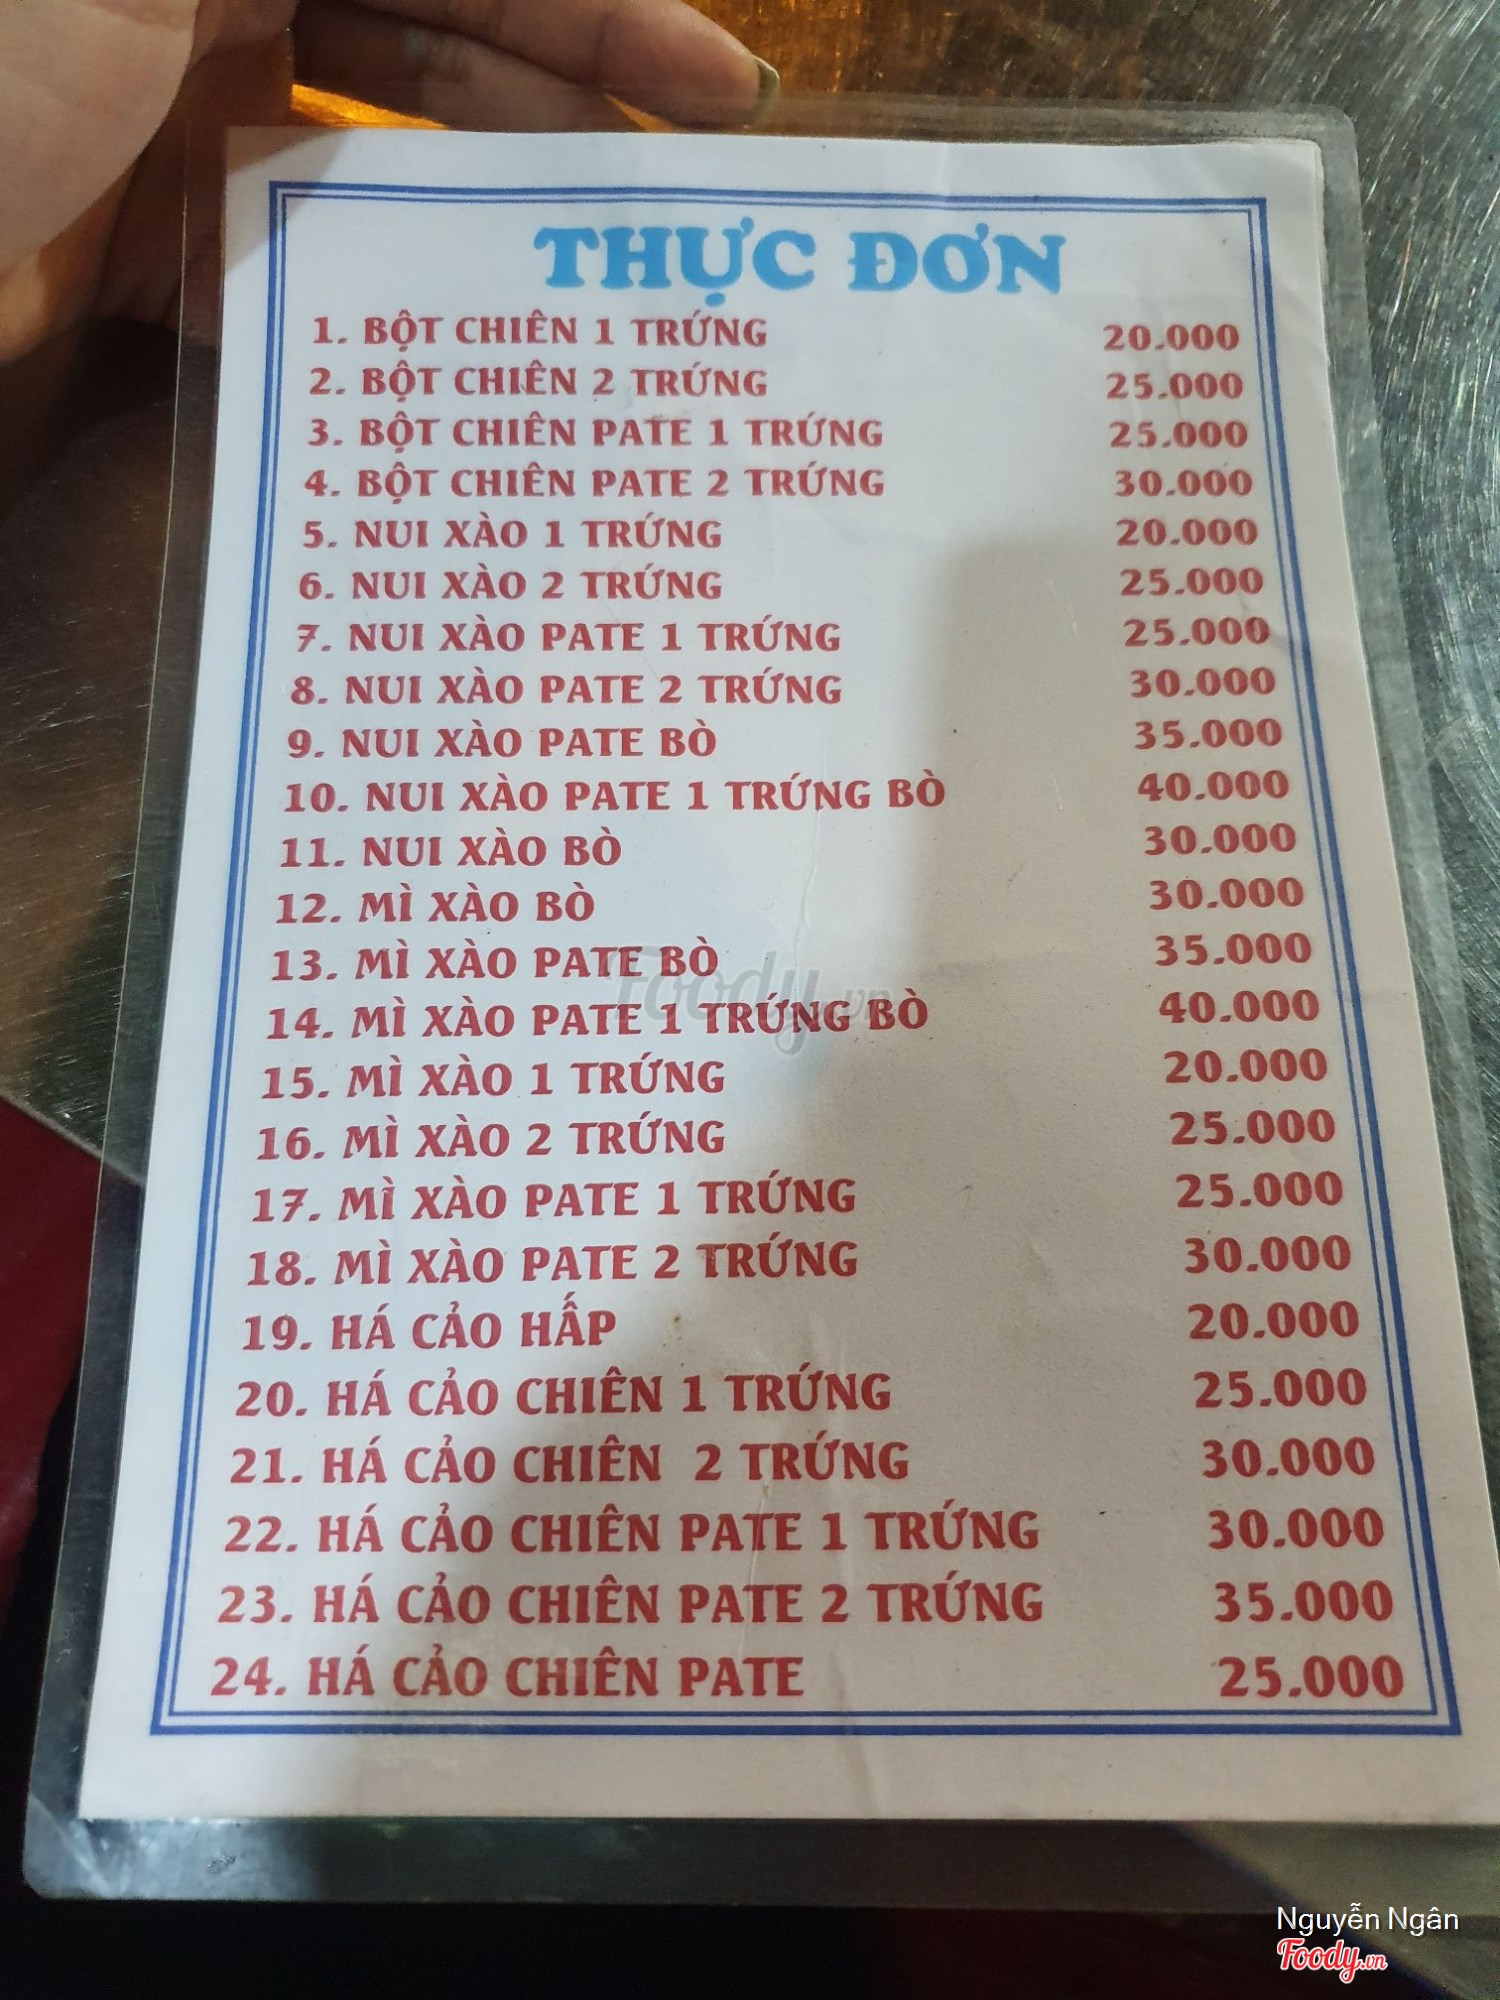 THỰC ĐƠN
1. BỘT CHIÊN 1 TRỨNG 20.000
2. BỘT CHIÊN 2 TRỨNG 25.000
3. BỘT CHIÊN PATE 1 TRỨNG 25.000
4. BỘT CHIÊN PATE 2 TRỨNG 30.000
5. NUI XÀO 1 TRỨNG 20.000
6. NUI XÀO 2 TRỨNG 25.000
7. NUI XÀO PATE 1 TRỨNG 25.000
8. NUI XÀO PATE 2 TRỨNG 30.000
9. NUI XÀO PATE BÒ 35.000
10. NUI XÀO PATE 1 TRỨNG BÒ 40.000
11. NUI XÀO BÒ 30.000
12. MÌ XÀO BÒ 30.000
13. MÌ XÀO PATE BÒ 35.000
14. MÌ XÀO PATE 1 TRỨNG BÒ 40.000
15. MÌ XÀO 1 TRỨNG 20.000
16. MÌ XÀO 2 TRỨNG 25.000
17. MÌ XÀO PATE 1 TRỨNG 25.000
18. MÌ XÀO PATE 2 TRỨNG 30.000
19. HÁ CẢO HẤP 20.000
20. HÁ CẢO CHIÊN 1 TRỨNG 25.000
21. HÁ CẢO CHIÊN 2 TRỨNG 30.000
22. HÁ CẢO CHIÊN PATE 1 TRỨNG 30.000
23. HÁ CẢO CHIÊN PATE 2 TRỨNG 35.000
24. HÁ CẢO CHIÊN PATE 25.000
Foody.vn
Nguyễn Ngân
Foody.vn